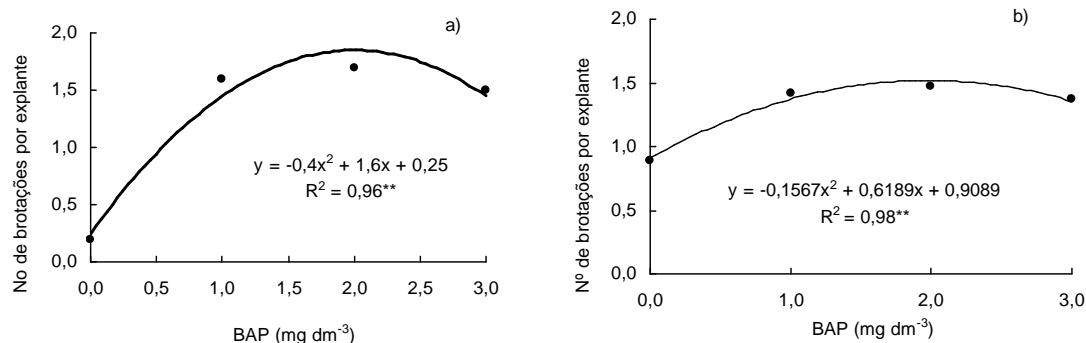 a)
2,0
1,5
1,0
0,5
0,0
No de brotações por explante
y = -0,4x² + 1,6x + 0,25
R² = 0,96**
0,0 0,5 1,0 1,5 2,0 2,5 3,0
BAP (mg dm⁻³)
b)
2,0
1,5
1,0
0,5
0,0
Nº de brotações por explante
y = -0,1567x² + 0,6189x + 0,9089
R² = 0,98**
0,0 1,0 2,0 3,0
BAP (mg dm⁻³)